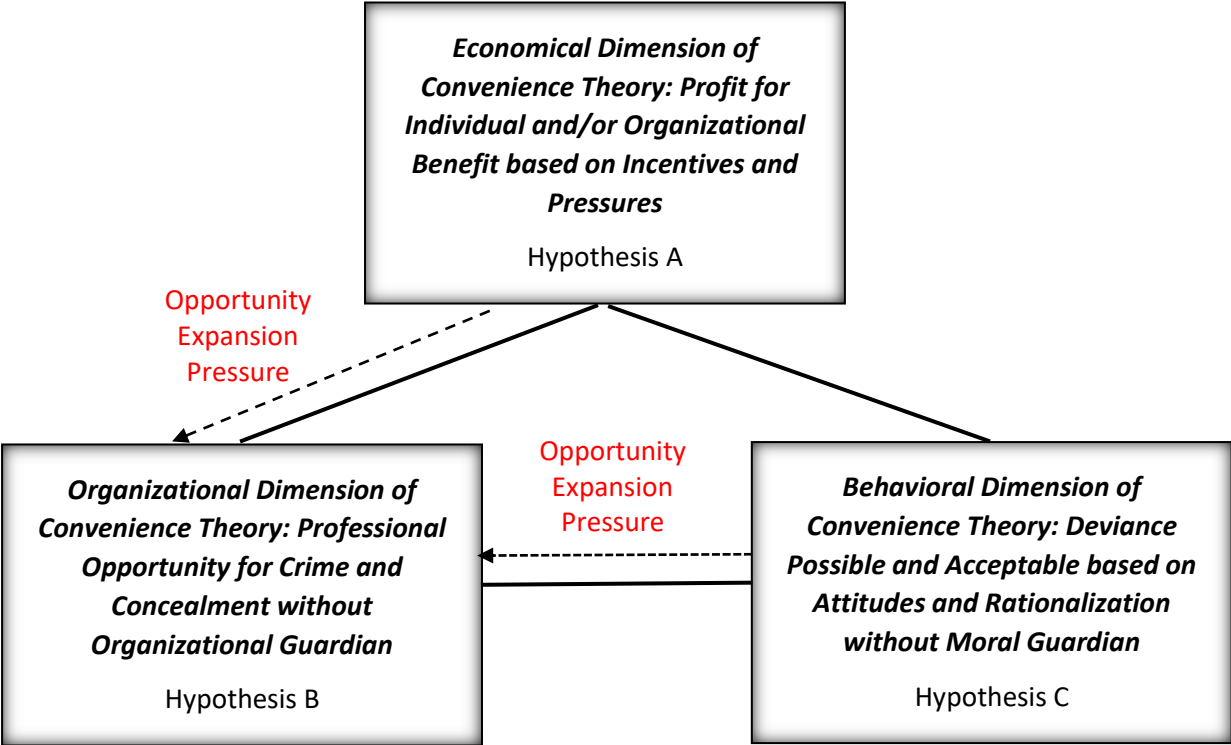 Economical Dimension of
Convenience Theory: Profit for
Individual and/or Organizational
Benefit based on Incentives and
Pressures
Hypothesis A
Opportunity
Expansion
Pressure
Opportunity
Expansion
Pressure
Organizational Dimension of
Convenience Theory: Professional
Opportunity for Crime and
Concealment without
Organizational Guardian
Hypothesis B
Behavioral Dimension of
Convenience Theory: Deviance
Possible and Acceptable based on
Attitudes and Rationalization
without Moral Guardian
Hypothesis C